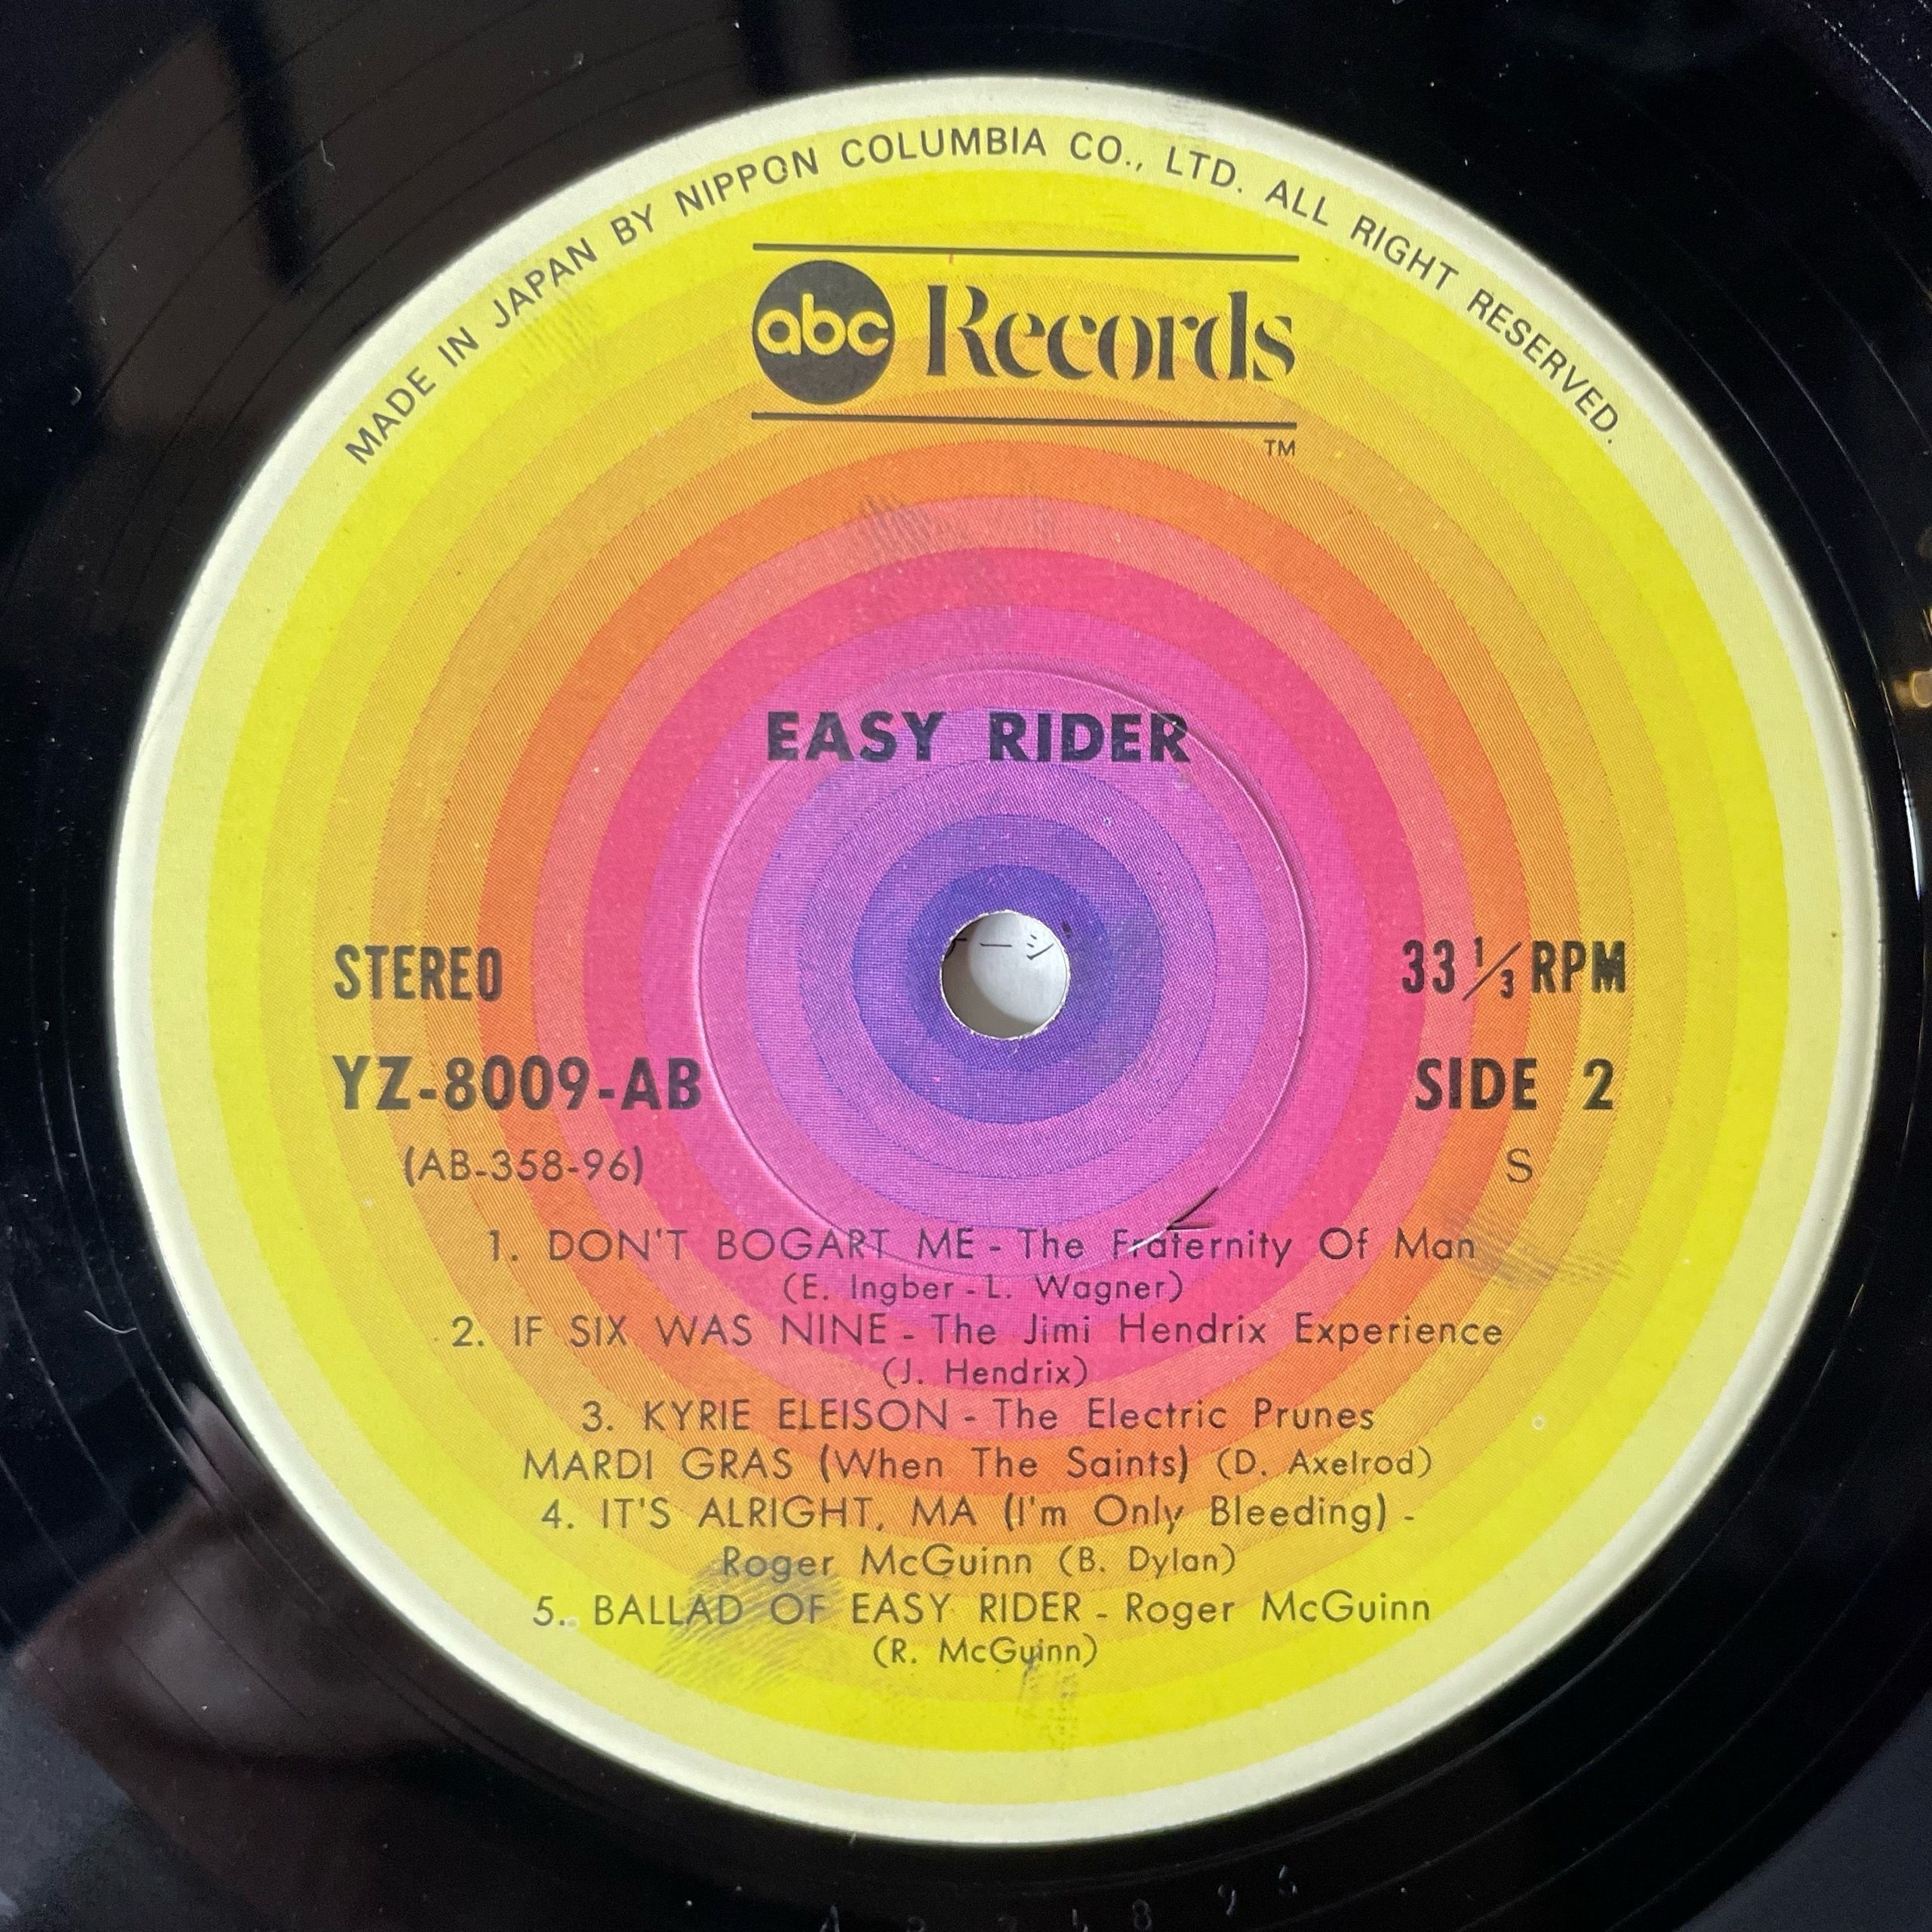 MADE IN JAPAN BY NIPPON COLUMBIA CO., LTD. ALL RIGHT RESERVED.
abc Records
TM
EASY RIDER
ージ
STEREO
33 1/3 RPM
YZ-8009-AB
SIDE 2
(AB-358-96)
S
1. DON'T BOGART ME - The Fraternity Of Man
(E. Ingber - L. Wagner)
2. IF SIX WAS NINE - The Jimi Hendrix Experience
(J. Hendrix)
3. KYRIE ELEISON - The Electric Prunes
MARDI GRAS (When The Saints) (D. Axelrod)
4. IT'S ALRIGHT, MA (I'm Only Bleeding) -
Roger McGuinn (B. Dylan)
5. BALLAD OF EASY RIDER - Roger McGuinn
(R. McGuinn)